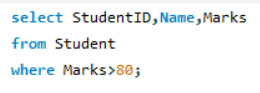 select StudentID,Name,Marks
from Student
where Marks>80;